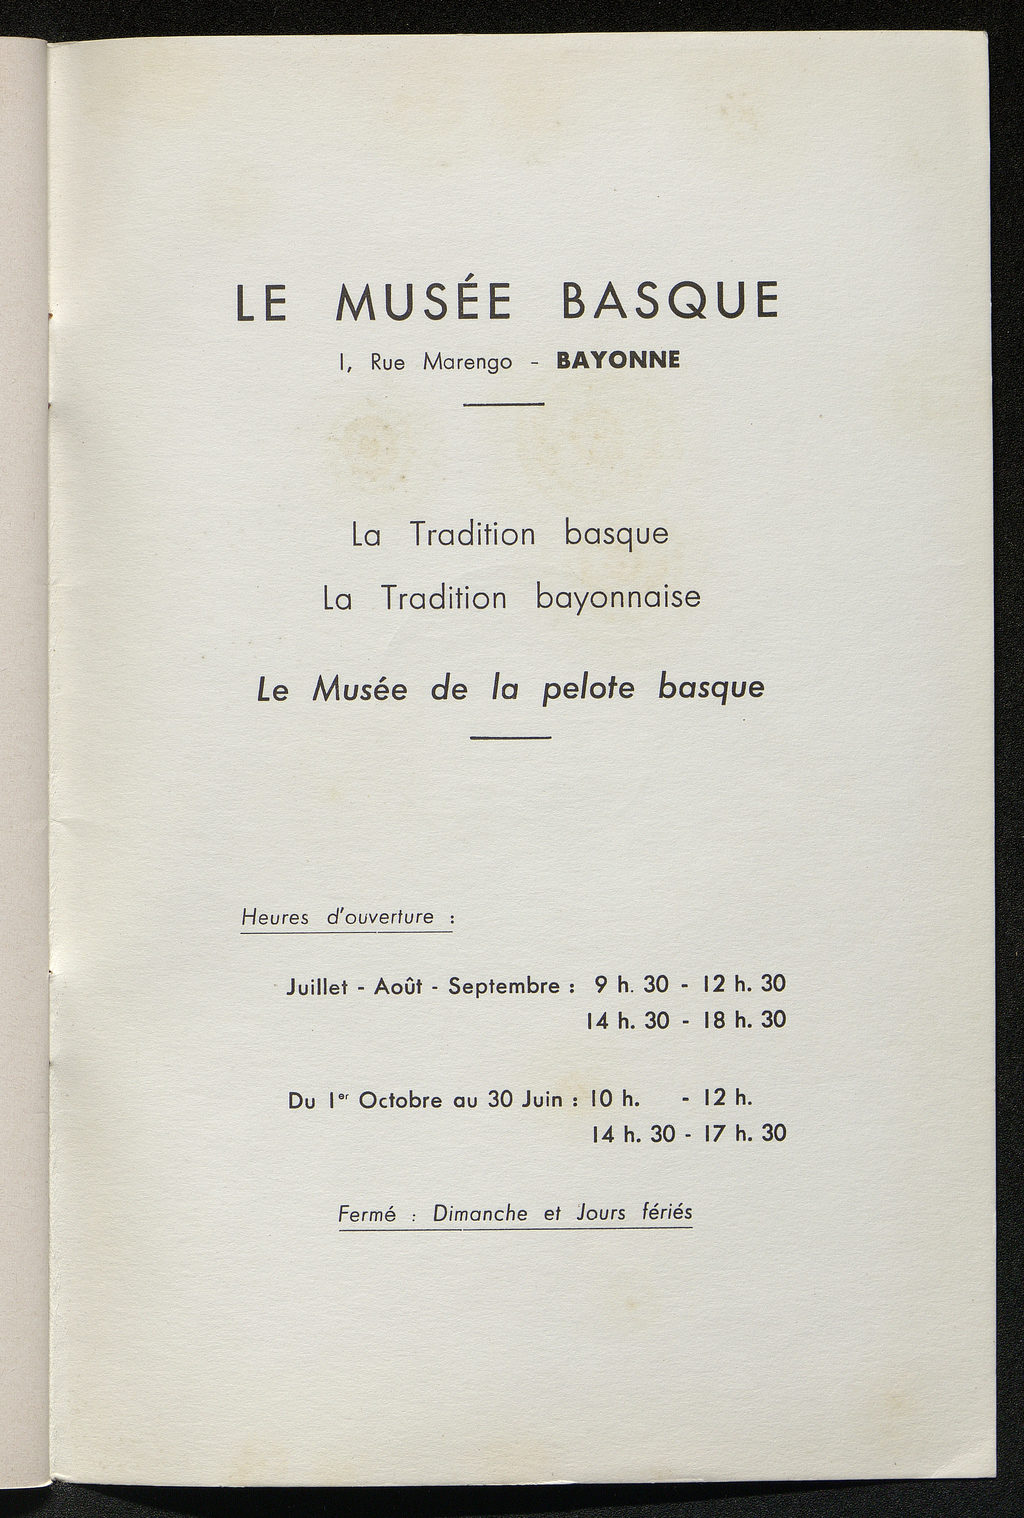 LE MUSÉE BASQUE
1, Rue Marengo - BAYONNE
La Tradition basque
La Tradition bayonnaise
Le Musée de la pelote basque
Heures d'ouverture :
Juillet - Août - Septembre : 9 h. 30 - 12 h. 30
14 h. 30 - 18 h. 30
Du 1er Octobre au 30 Juin : 10 h. - 12 h.
14 h. 30 - 17 h. 30
Fermé : Dimanche et Jours fériés